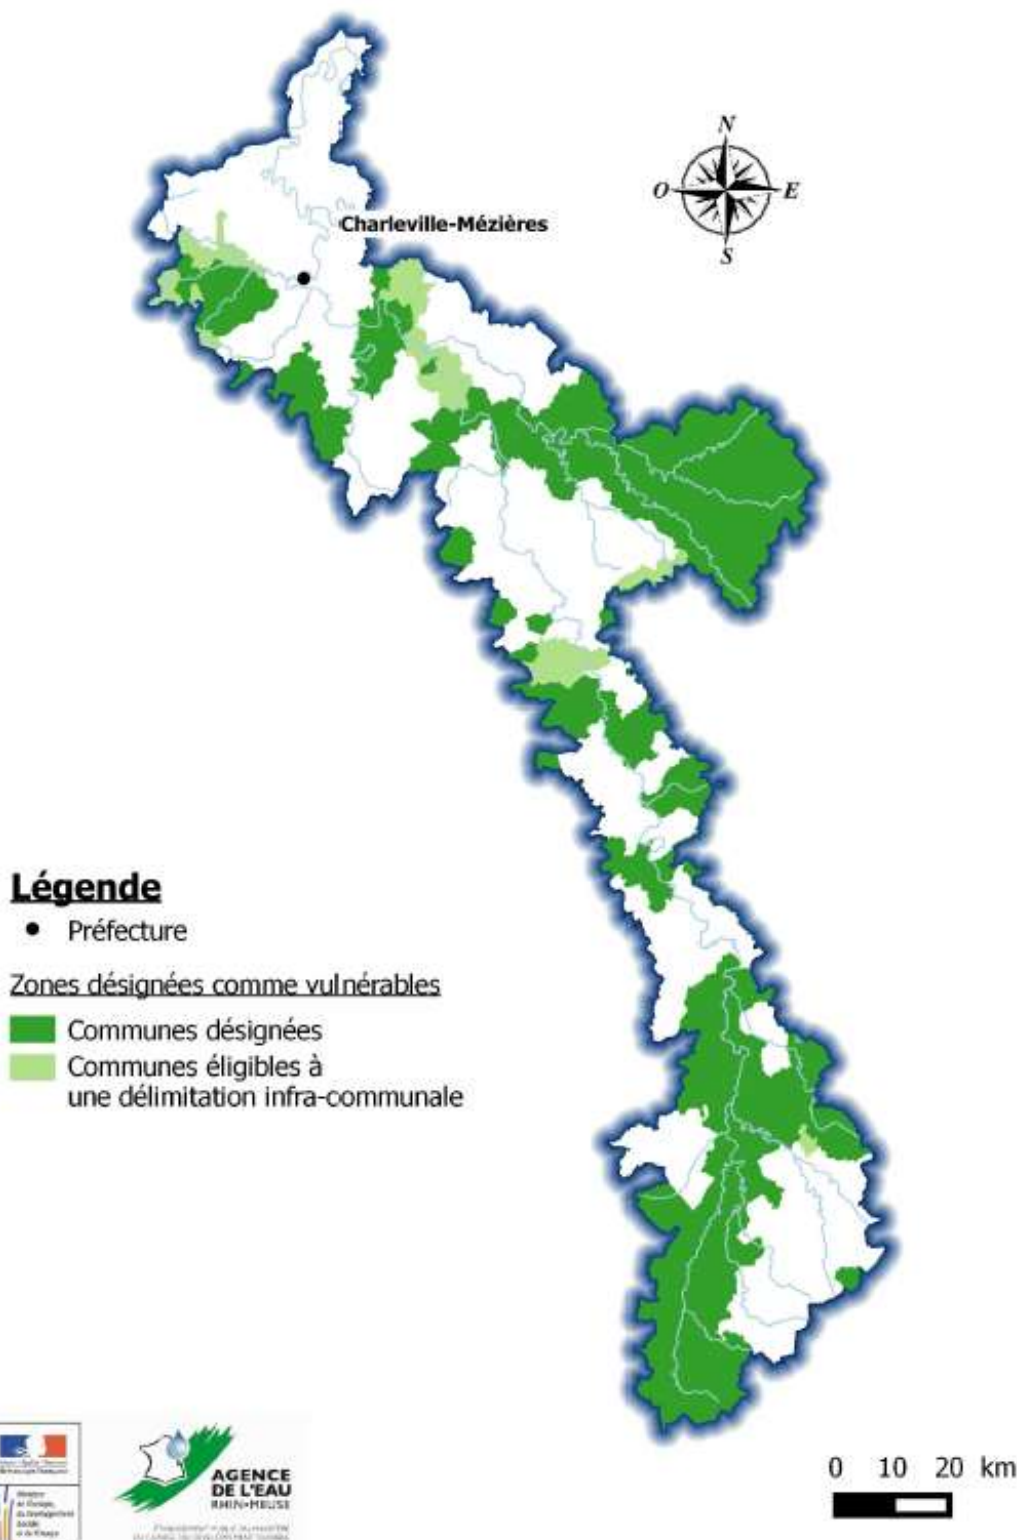 N
O
E
S
Charleville-Mézières
Légende
Préfecture
Zones désignées comme vulnérables
Communes désignées
Communes éligibles à
une délimitation infra-communale
AGENCE
DE L'EAU
RHIN•MEUSE
0 10 20 km